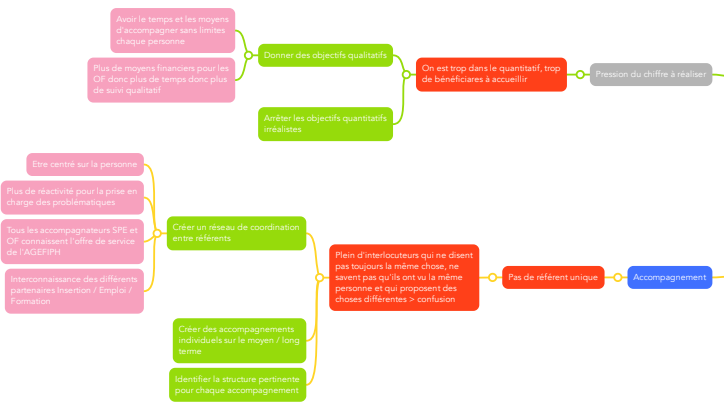 Avoir le temps et les moyens
d'accompagner sans limites
chaque personne
Plus de moyens financiers pour les
OF donc plus de temps donc plus
de suivi qualitatif
Donner des objectifs qualitatifs
Arrêter les objectifs quantitatifs
irréalistes
On est trop dans le quantitatif, trop
de bénéficiares à accueillir
Pression du chiffre à réaliser
Etre centré sur la personne
Plus de réactivité pour la prise en
charge des problématiques
Tous les accompagnateurs SPE et
OF connaissent l'offre de service
de l'AGEFIPH
Interconnaissance des différents
partenaires Insertion / Emploi /
Formation
Créer un réseau de coordination
entre référents
Créer des accompagnements
individuels sur le moyen / long
terme
Identifier la structure pertinente
pour chaque accompagnement
Plein d'interlocuteurs qui ne disent
pas toujours la même chose, ne
savent pas qu'ils ont vu la même
personne et qui proposent des
choses différentes > confusion
Pas de référent unique
Accompagnement